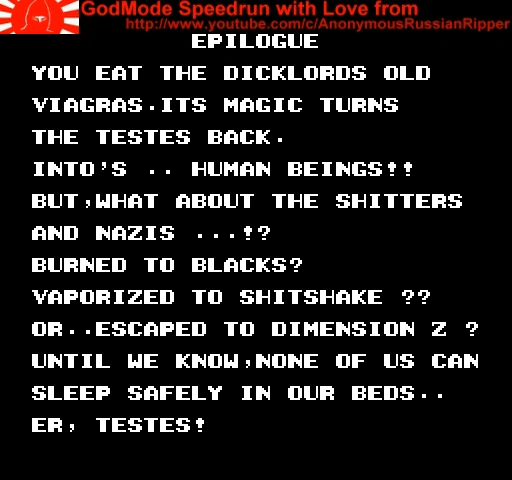 GodMode Speedrun with Love from
http://www.youtube.com/c/AnonymousRussianRipper
EPILOGUE
YOU EAT THE DICKLORDS OLD
VIAGRAS.ITS MAGIC TURNS
THE TESTES BACK.
INTO'S .. HUMAN BEINGS!!
BUT,WHAT ABOUT THE SHITTERS
AND NAZIS ...!?
BURNED TO BLACKS?
VAPORIZED TO SHITSHAKE ??
OR..ESCAPED TO DIMENSION Z ?
UNTIL WE KNOW,NONE OF US CAN
SLEEP SAFELY IN OUR BEDS..
ER, TESTES!